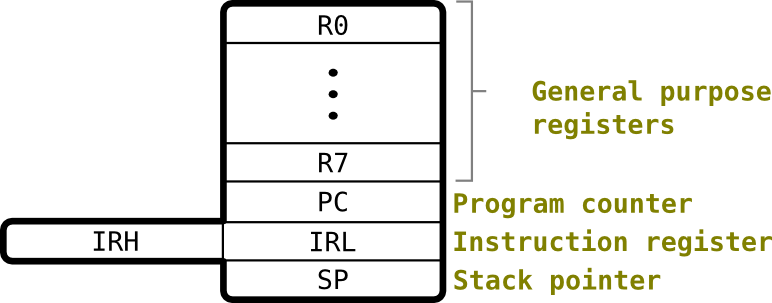 R0
General purpose
registers
R7
PC Program counter
IRH IRL Instruction register
SP Stack pointer